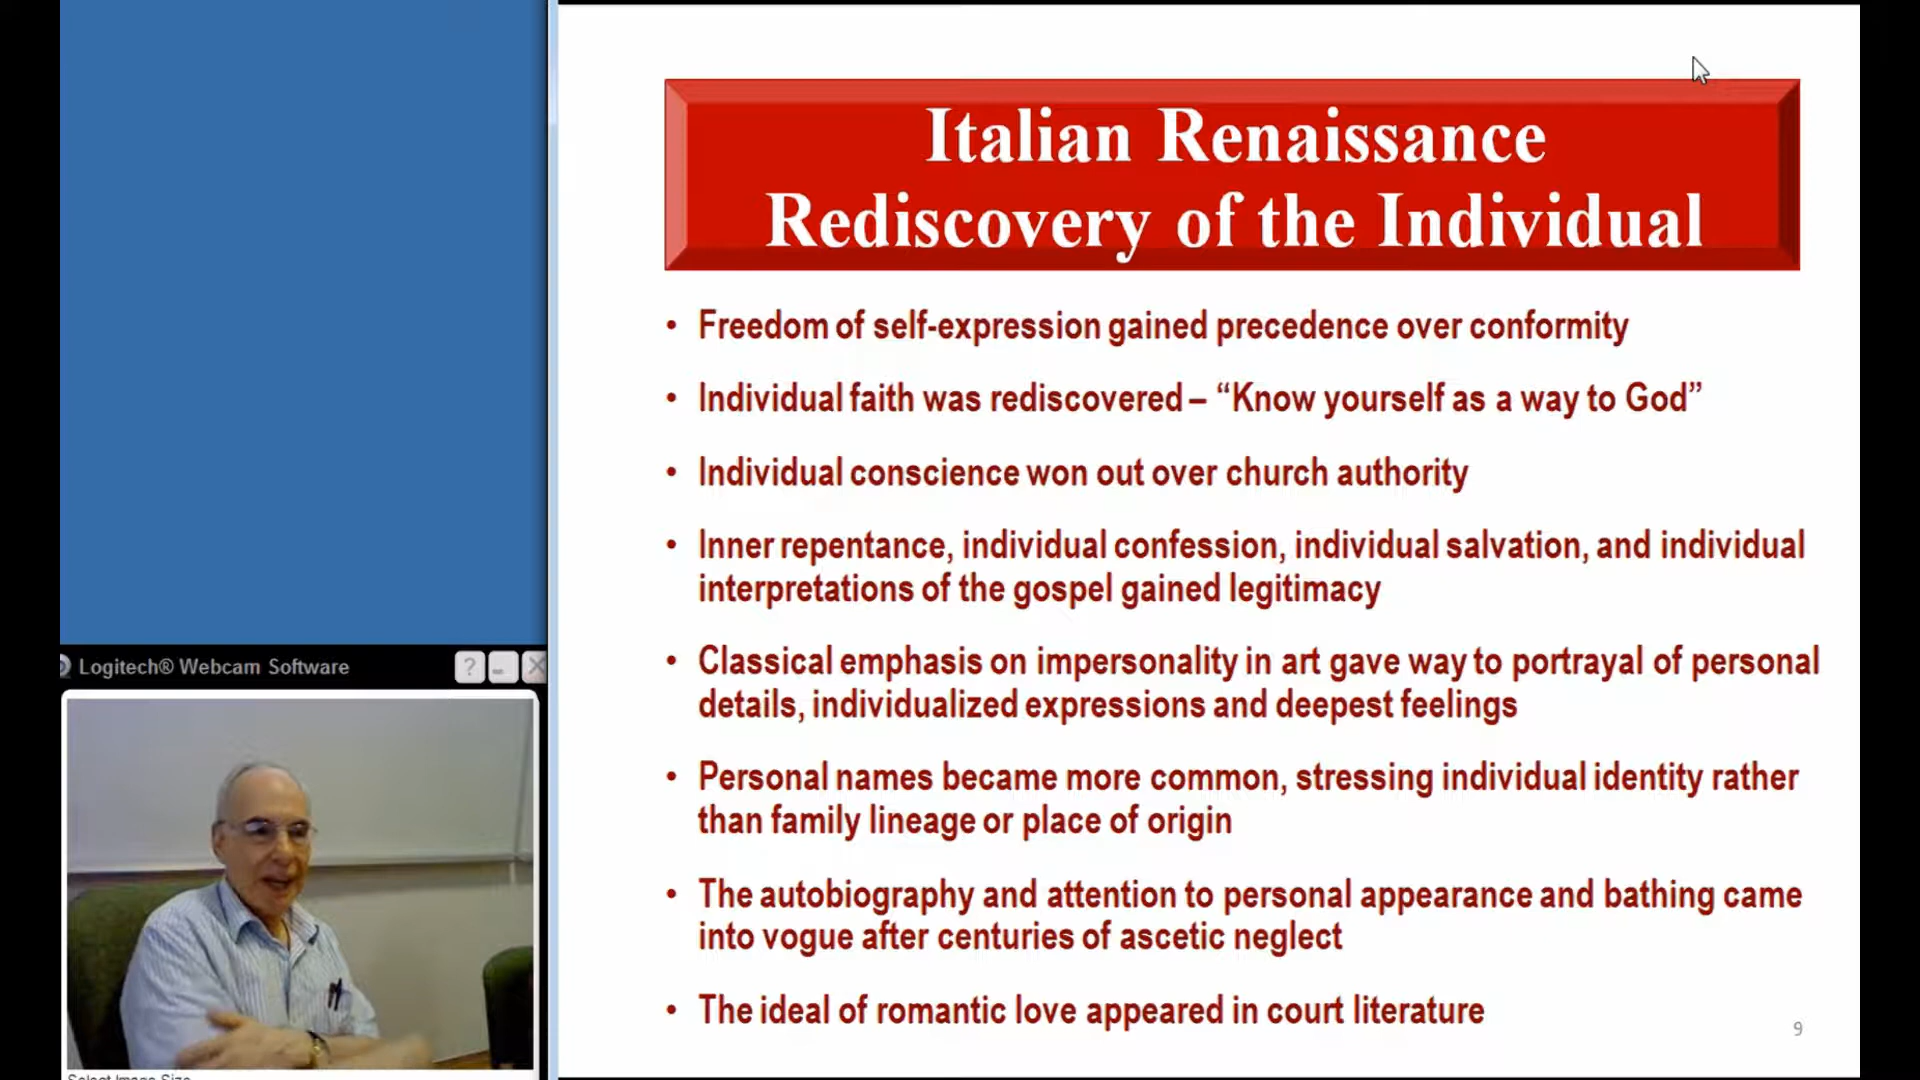 Italian Renaissance
Rediscovery of the Individual
• Freedom of self-expression gained precedence over conformity
• Individual faith was rediscovered – “Know yourself as a way to God”
• Individual conscience won out over church authority
• Inner repentance, individual confession, individual salvation, and individual
interpretations of the gospel gained legitimacy
• Classical emphasis on impersonality in art gave way to portrayal of personal
details, individualized expressions and deepest feelings
• Personal names became more common, stressing individual identity rather
than family lineage or place of origin
• The autobiography and attention to personal appearance and bathing came
into vogue after centuries of ascetic neglect
• The ideal of romantic love appeared in court literature
9
Logitech® Webcam Software
?
Select Image Size